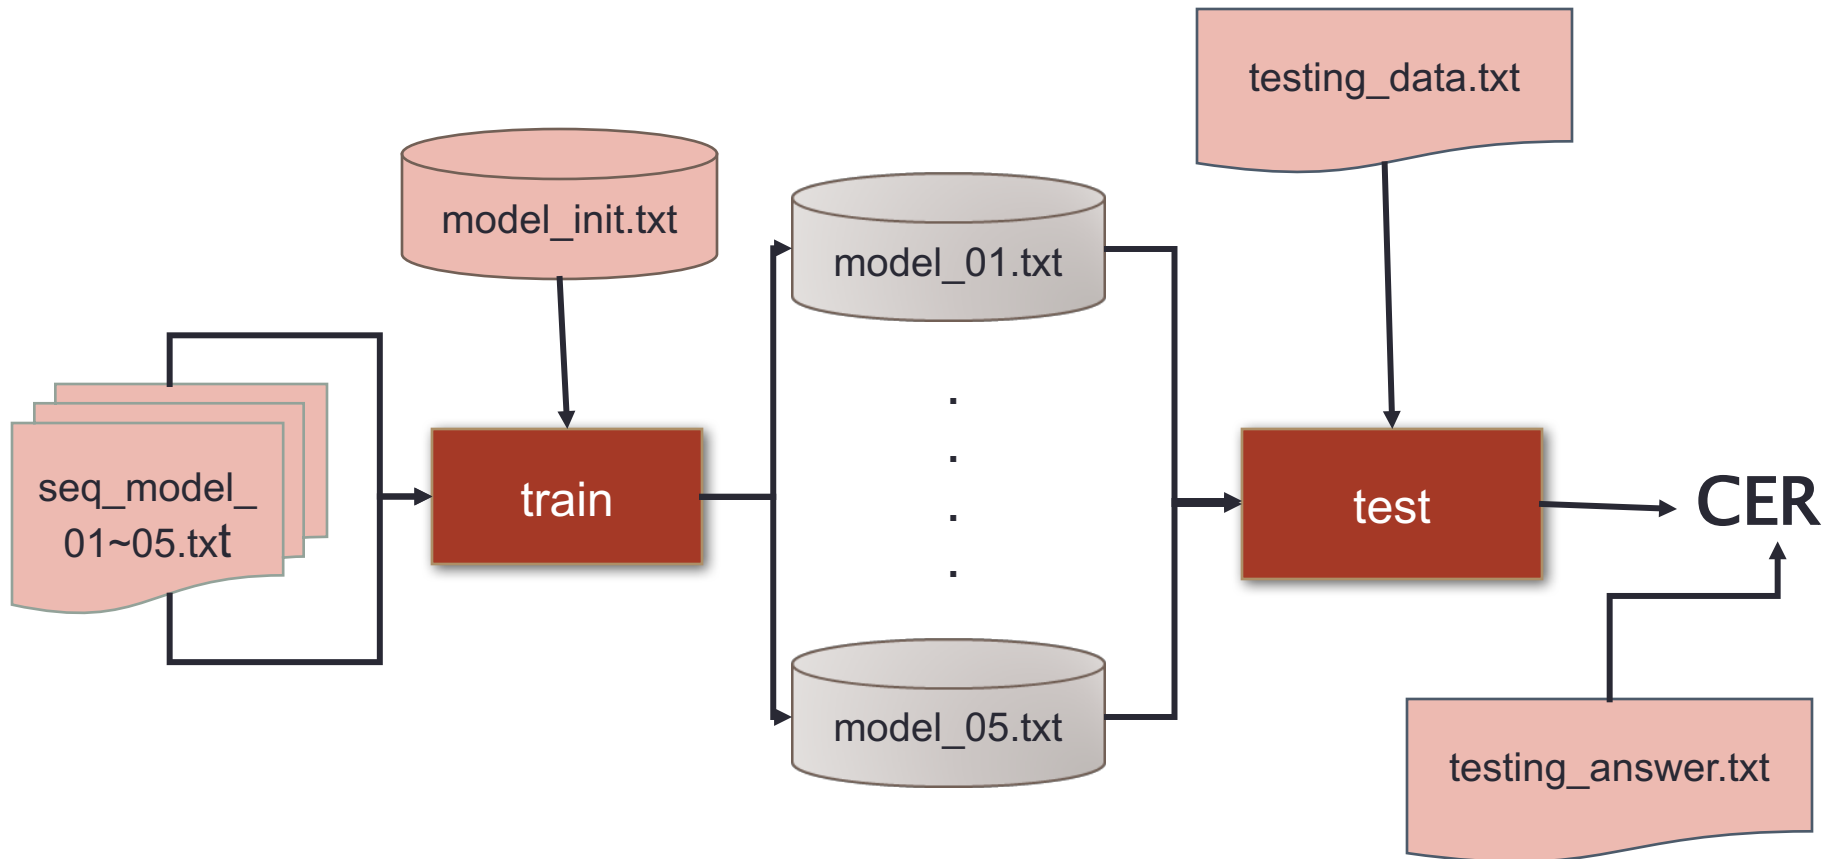 testing_data.txt
model_init.txt
model_01.txt
seq_model_
01~05.txt
train
.
.
.
.
test
CER
model_05.txt
testing_answer.txt